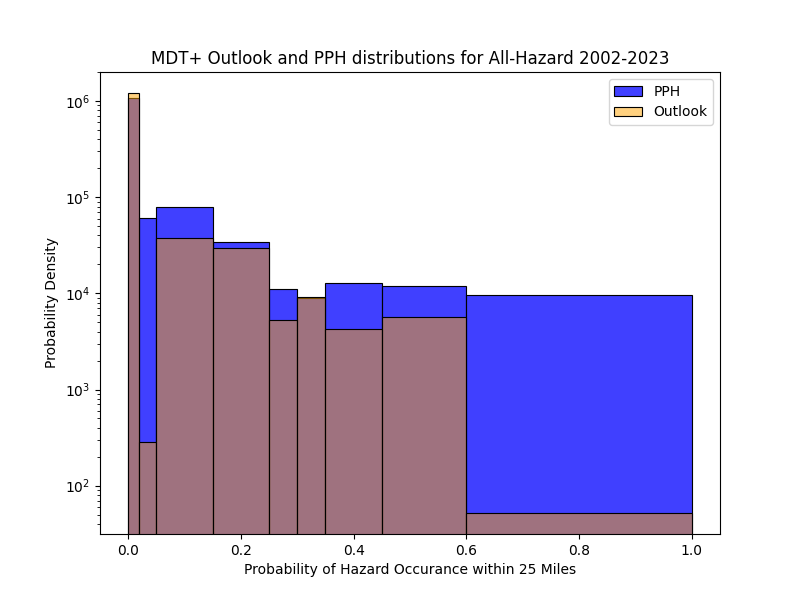 MDT+ Outlook and PPH distributions for All-Hazard 2002-2023
PPH
Outlook
10⁶
10⁵
10⁴
10³
10²
Probability Density
0.0 0.2 0.4 0.6 0.8 1.0
Probability of Hazard Occurance within 25 Miles